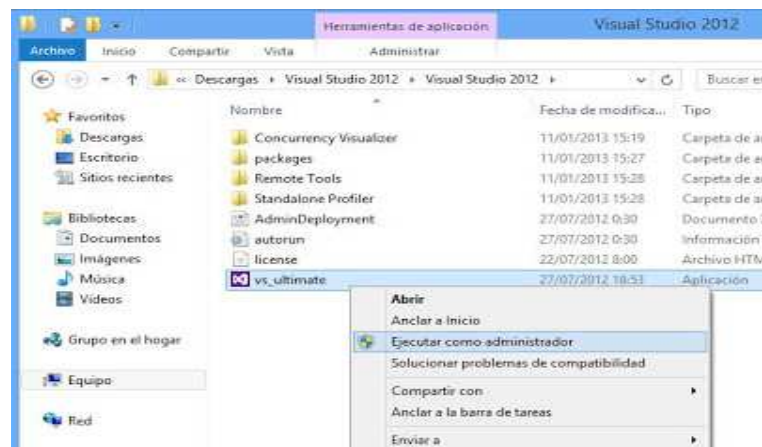 Herramientas de aplicación Visual Studio 2012
Archivo Inicio Compartir Vista Administrar
« Descargas Visual Studio 2012 Visual Studio 2012 Buscar e
Nombre Fecha de modifica... Tipo
Favoritos
Descargas
Escritorio
Sitios recientes
Bibliotecas
Documentos
Imágenes
Música
Vídeos
Grupo en el hogar
Equipo
Red
Concurrency Visualizer 11/01/2013 15:19 Carpeta de a
packages 11/01/2013 15:27 Carpeta de a
Remote Tools 11/01/2013 15:28 Carpeta de a
Standalone Profiler 11/01/2013 15:28 Carpeta de a
AdminDeployment 27/07/2012 0:30 Documento
autorun 27/07/2012 0:30 Información
license 22/07/2012 8:00 Archivo HTM
vs_ultimate 27/07/2012 18:53 Aplicación
Abrir
Anclar a Inicio
Ejecutar como administrador
Solucionar problemas de compatibilidad
Compartir con
Anclar a la barra de tareas
Enviar a